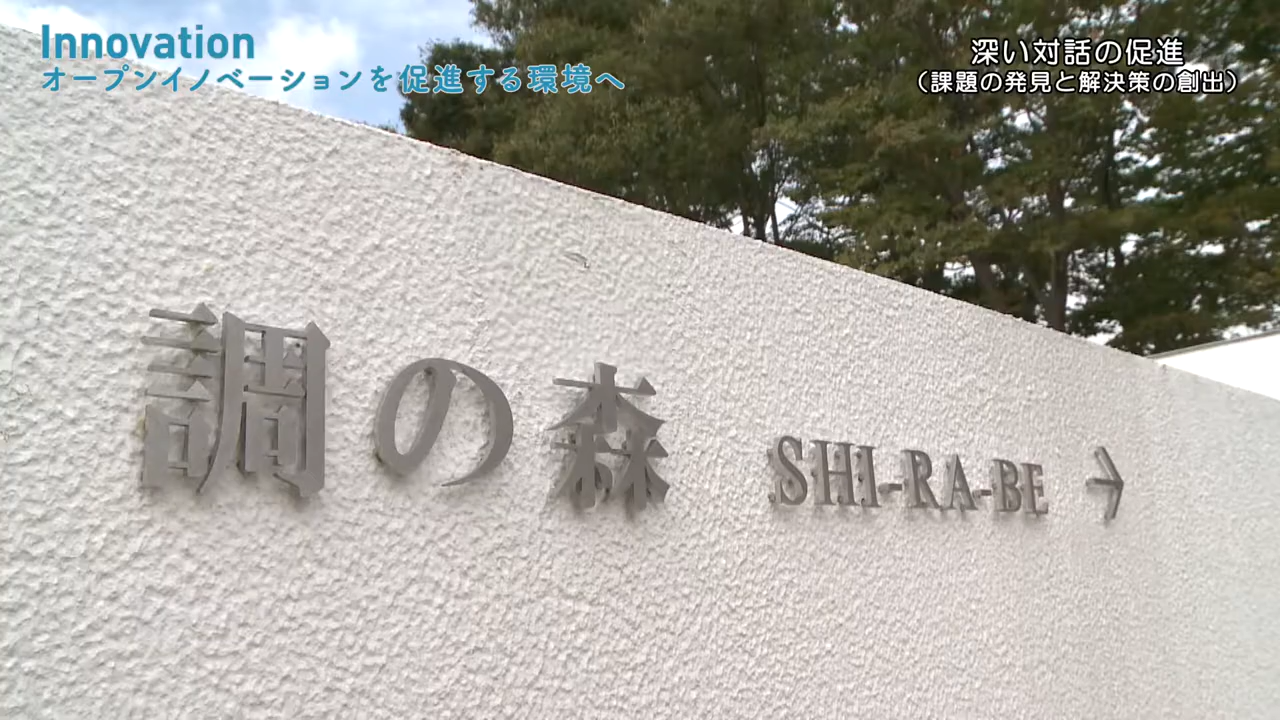 Innovation
オープンイノベーションを促進する環境へ
深い対話の促進
（課題の発見と解決策の創出）
調の森 SHI-RA-BE →